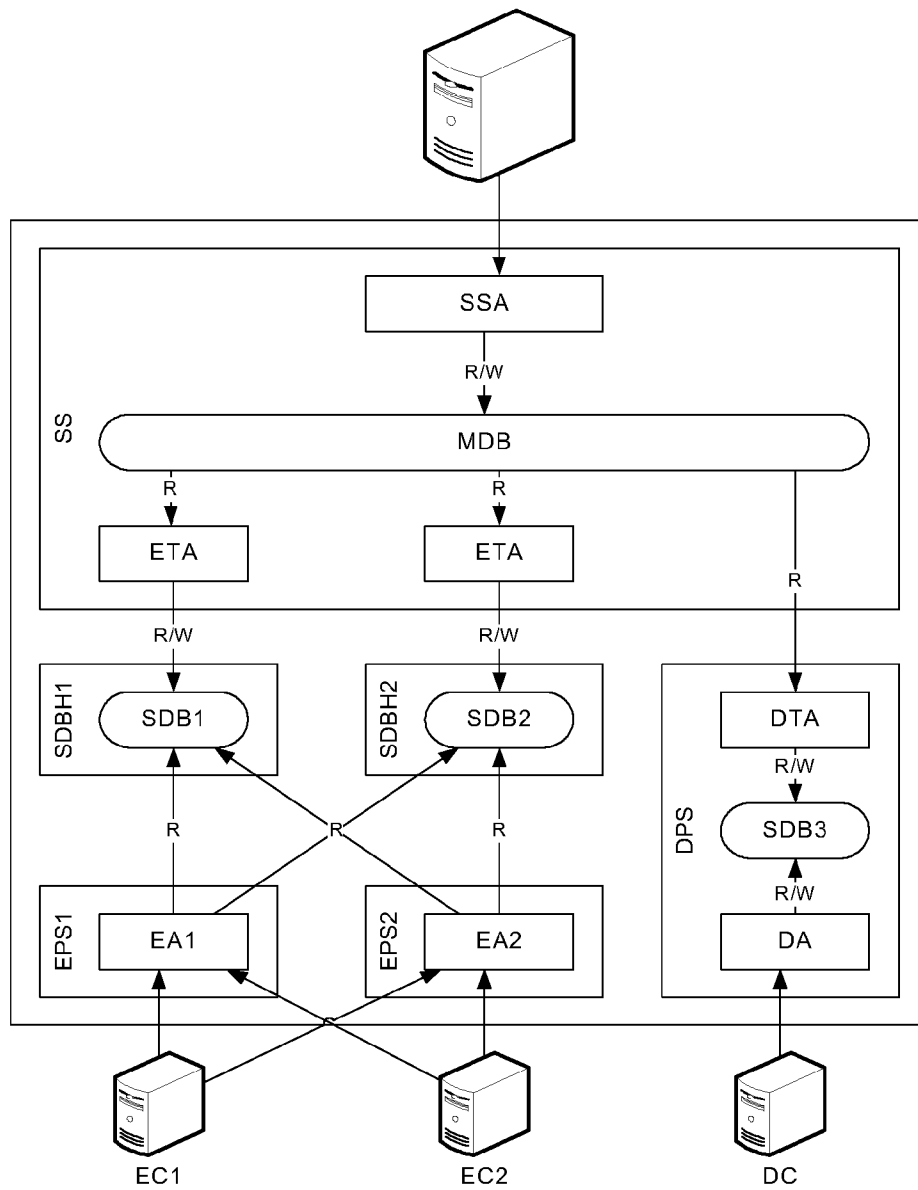 SSA
R/W
SS
MDB
R
R
ETA
ETA
R
R/W
R/W
SDBH1
SDB1
SDBH2
SDB2
DTA
R/W
DPS
SDB3
R
R
R
R/W
EPS1
EA1
EPS2
EA2
DA
EC1
EC2
DC